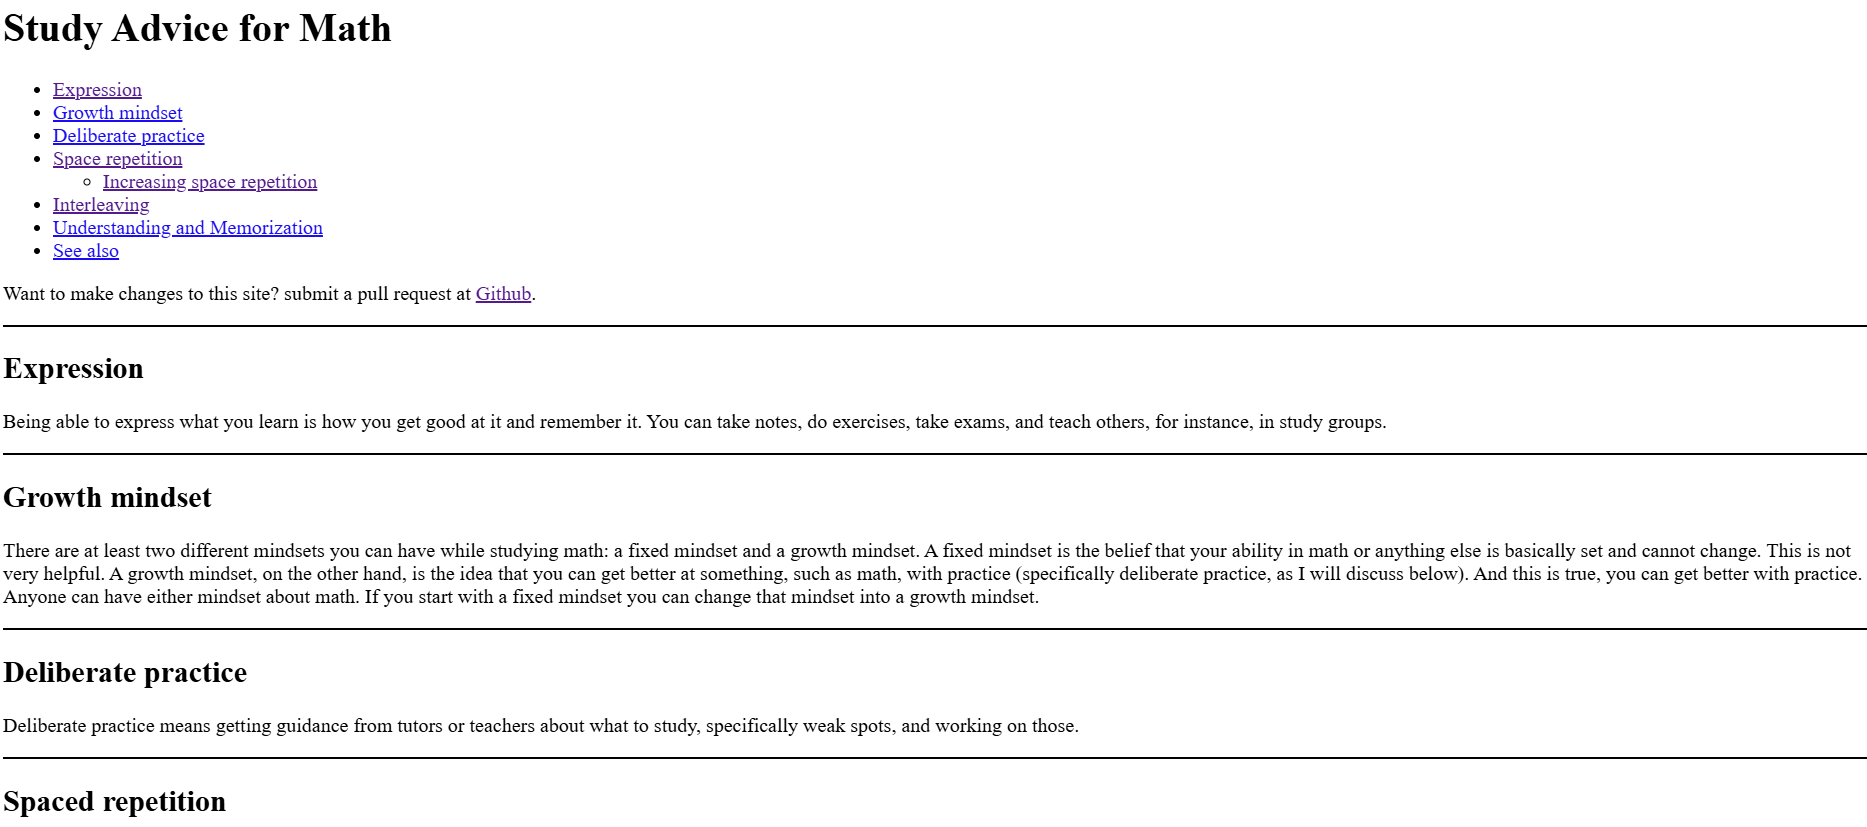 Study Advice for Math
Expression
Growth mindset
Deliberate practice
Space repetition
Increasing space repetition
Interleaving
Understanding and Memorization
See also
Want to make changes to this site? submit a pull request at Github.
Expression
Being able to express what you learn is how you get good at it and remember it. You can take notes, do exercises, take exams, and teach others, for instance, in study groups.
Growth mindset
There are at least two different mindsets you can have while studying math: a fixed mindset and a growth mindset. A fixed mindset is the belief that your ability in math or anything else is basically set and cannot change. This is not
very helpful. A growth mindset, on the other hand, is the idea that you can get better at something, such as math, with practice (specifically deliberate practice, as I will discuss below). And this is true, you can get better with practice.
Anyone can have either mindset about math. If you start with a fixed mindset you can change that mindset into a growth mindset.
Deliberate practice
Deliberate practice means getting guidance from tutors or teachers about what to study, specifically weak spots, and working on those.
Spaced repetition